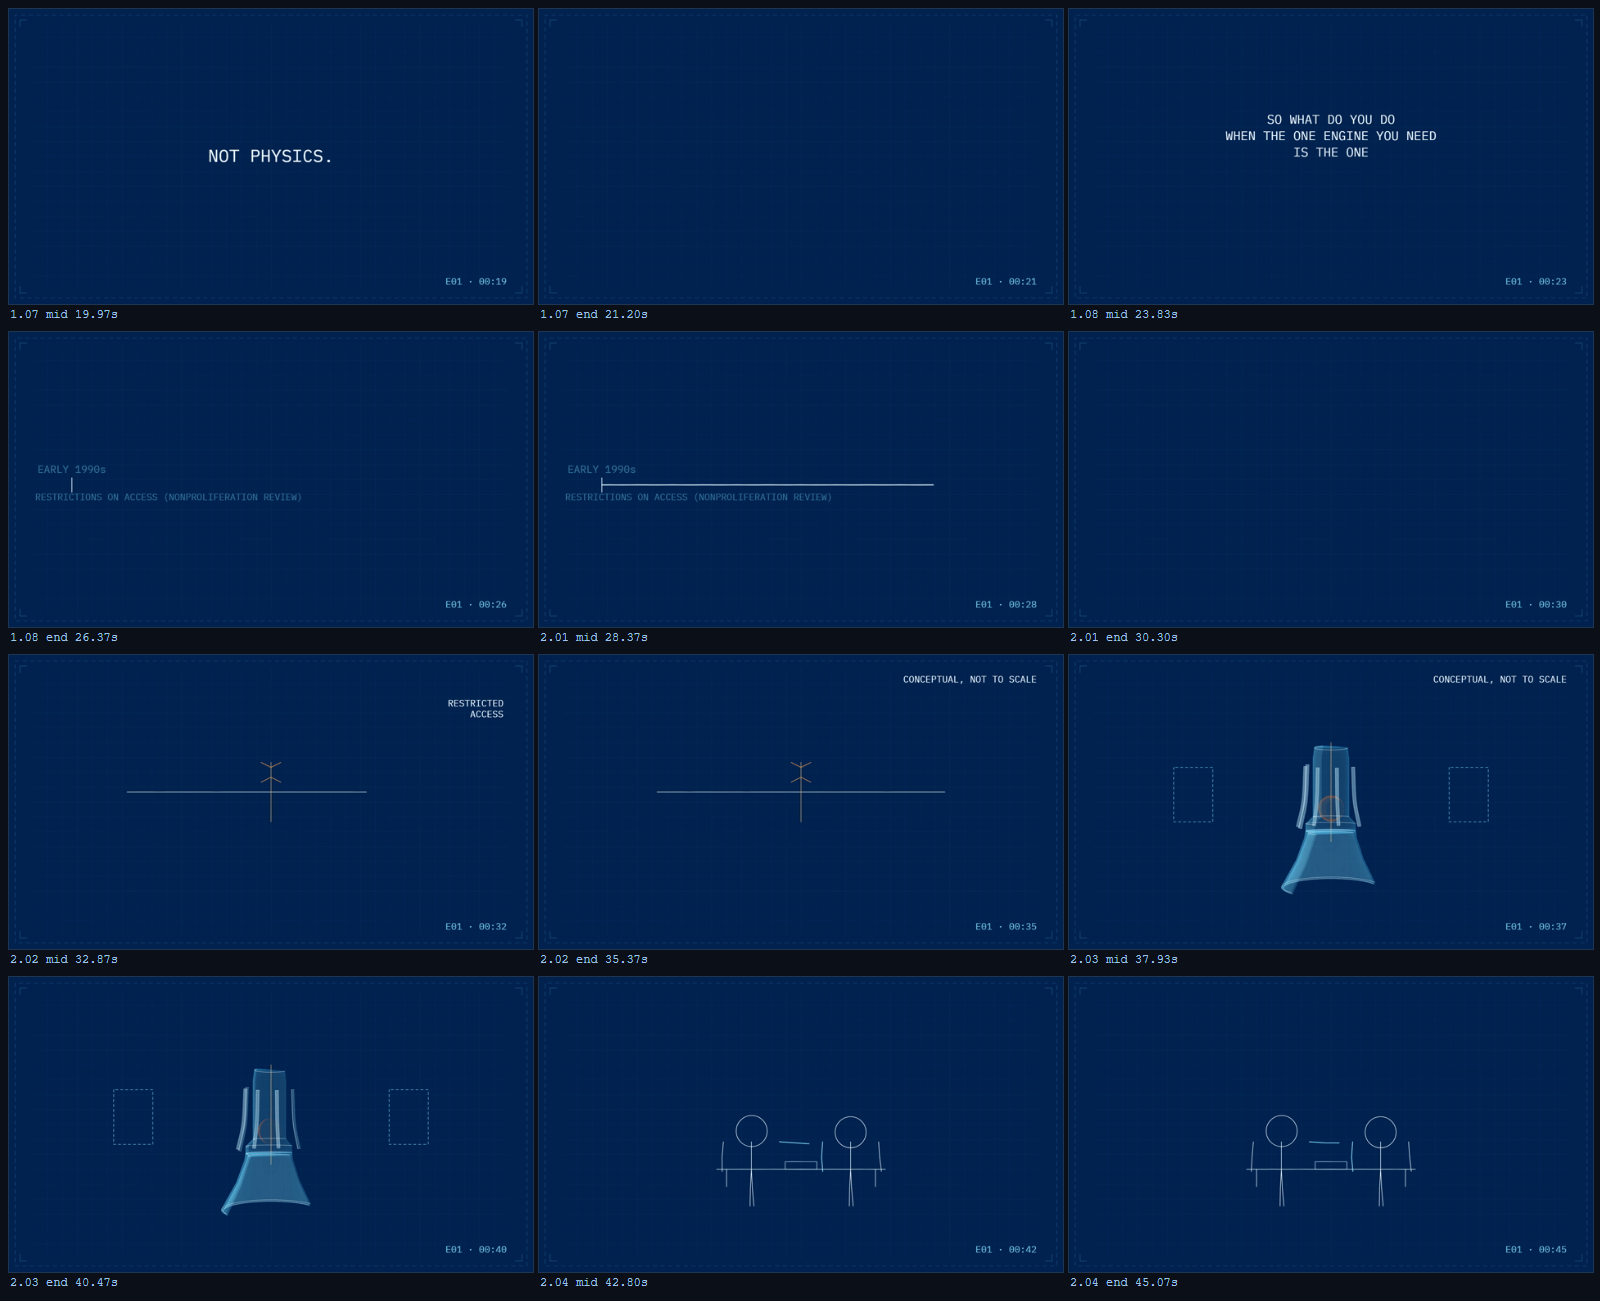 NOT PHYSICS.
E01 · 00:19
1.07 mid 19.97s
E01 · 00:21
1.07 end 21.20s
SO WHAT DO YOU DO
WHEN THE ONE ENGINE YOU NEED
IS THE ONE
E01 · 00:23
1.08 mid 23.83s
EARLY 1990s
RESTRICTIONS ON ACCESS (NONPROLIFERATION REVIEW)
E01 · 00:26
1.08 end 26.37s
EARLY 1990s
RESTRICTIONS ON ACCESS (NONPROLIFERATION REVIEW)
E01 · 00:28
2.01 mid 28.37s
E01 · 00:30
2.01 end 30.30s
RESTRICTED
ACCESS
E01 · 00:32
2.02 mid 32.87s
CONCEPTUAL, NOT TO SCALE
E01 · 00:35
2.02 end 35.37s
CONCEPTUAL, NOT TO SCALE
E01 · 00:37
2.03 mid 37.93s
E01 · 00:40
2.03 end 40.47s
E01 · 00:42
2.04 mid 42.80s
E01 · 00:45
2.04 end 45.07s